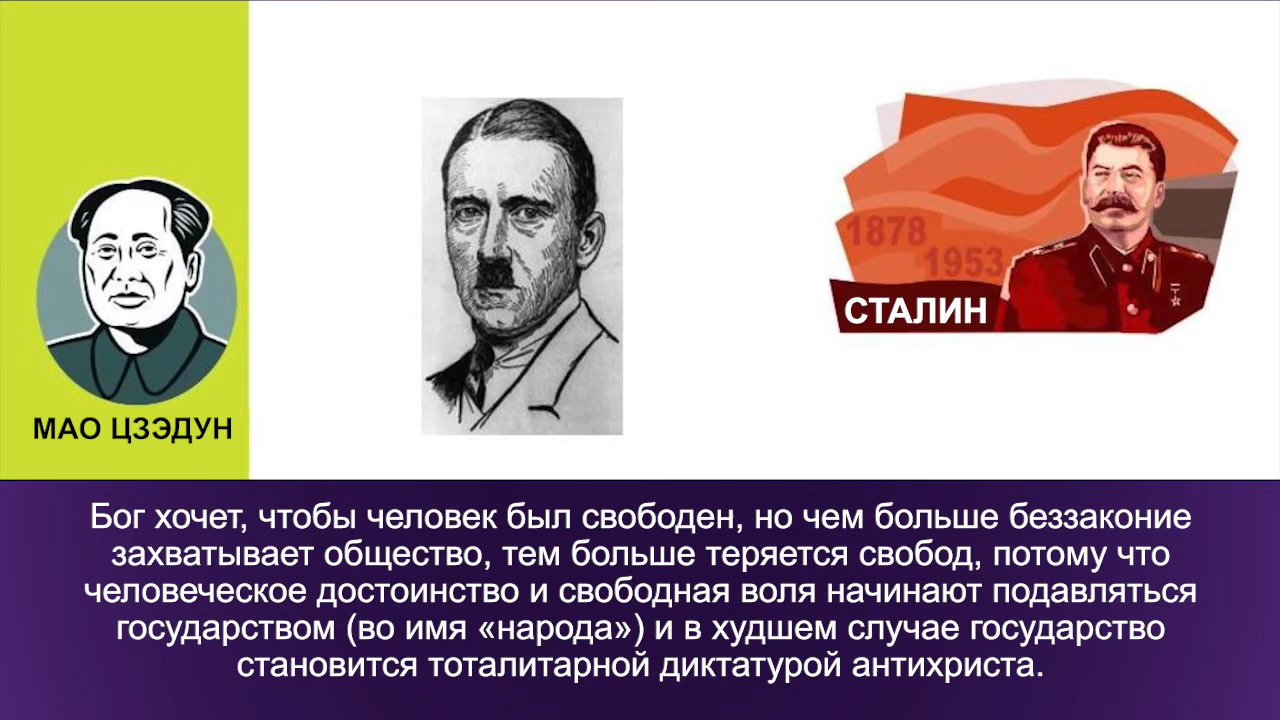 МАО ЦЗЭДУН
1878
1953
СТАЛИН
Бог хочет, чтобы человек был свободен, но чем больше беззаконие
захватывает общество, тем больше теряется свобод, потому что
человеческое достоинство и свободная воля начинают подавляться
государством (во имя «народа») и в худшем случае государство
становится тоталитарной диктатурой антихриста.